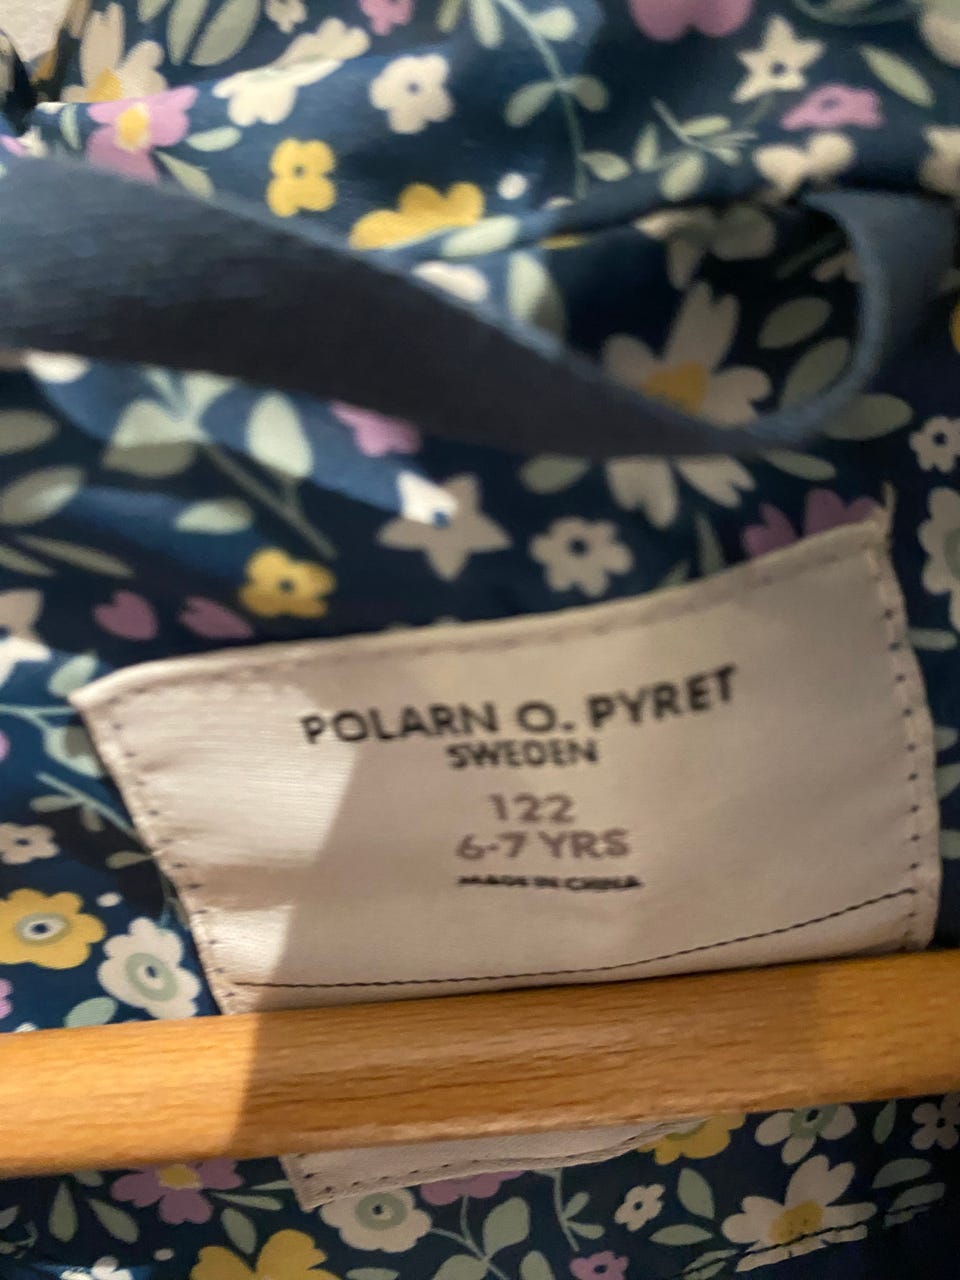 POLARN O. PYRET
SWEDEN
122
6-7 YRS
MADE IN CHINA